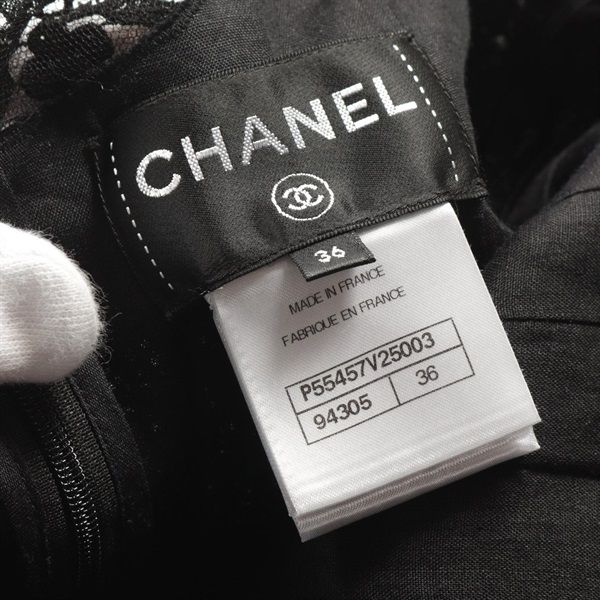 CHANEL
36
MADE IN FRANCE
FABRIQUE EN FRANCE
P55457V25003
94305 36